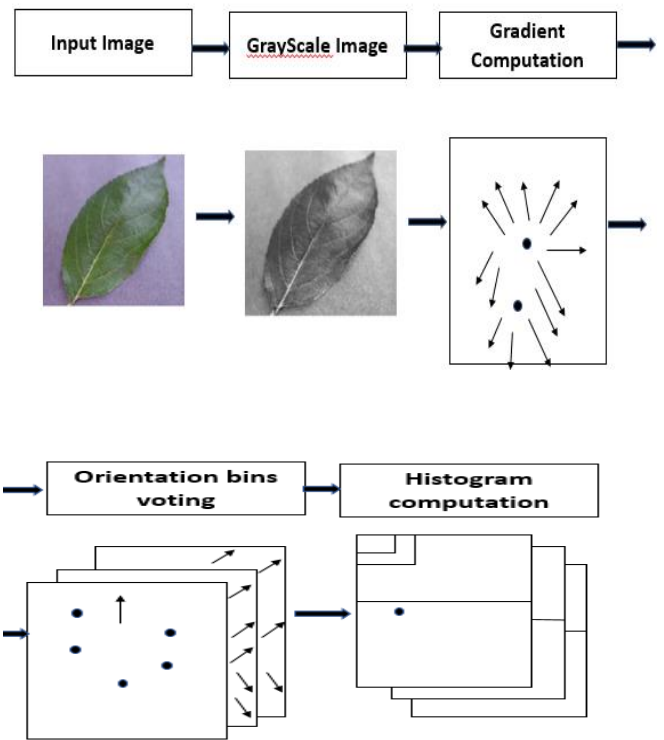 Input Image
GrayScale Image
Gradient
Computation
Orientation bins
voting
Histogram
computation